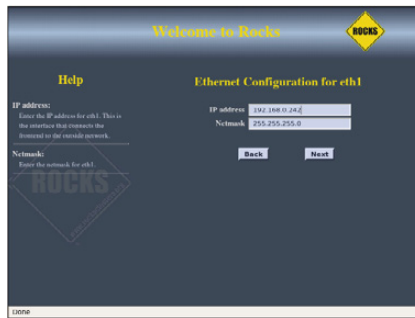 Welcome to Rocks
ROCKS
Help
IP address:
Enter the IP address for eth1. This is
the interface that connects the
frontend to the outside network.
Netmask:
Enter the netmask for eth1.
ROCKS
Ethernet Configuration for eth1
IP address 192.168.0.242
Netmask 255.255.255.0
Back Next
Done